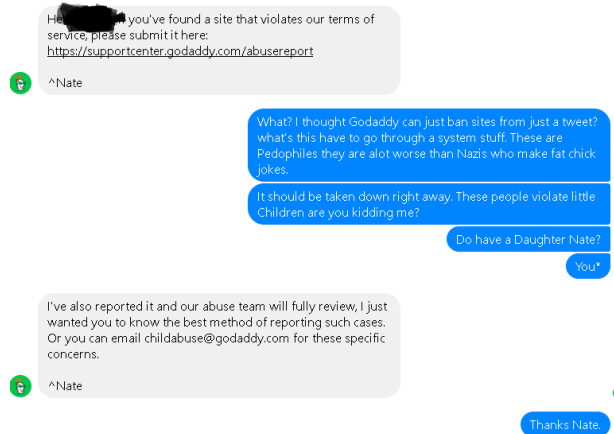 He you've found a site that violates our terms of
service, please submit it here:
https://supportcenter.godaddy.com/abusereport
^Nate
What? I thought Godaddy can just ban sites from just a tweet?
what's this have to go through a system stuff. These are
Pedophiles they are alot worse than Nazis who make fat chick
jokes.
It should be taken down right away. These people violate little
Children are you kidding me?
Do have a Daughter Nate?
You*
I've also reported it and our abuse team will fully review, I just
wanted you to know the best method of reporting such cases.
Or you can email childabuse@godaddy.com for these specific
concerns.
^Nate
Thanks Nate.